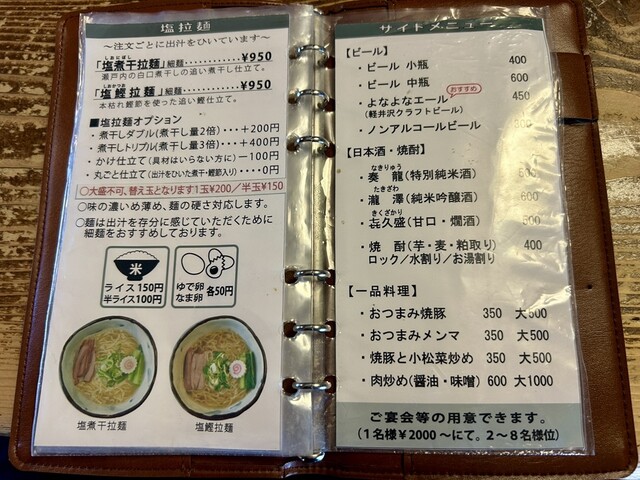 塩拉麺
〜注文ごとに出汁をひいています〜
しおにぼし
「塩煮干拉麺」細麺…………¥950
瀬戸内の白口煮干しの追い煮干し仕立て。
しおかつお
「塩鰹拉麺」細麺…………¥950
本枯れ鰹節を使った追い鰹仕立て。
■塩拉麺オプション
・煮干しダブル(煮干し量2倍)・・・+200円
・煮干しトリプル(煮干し量3倍)・・・+400円
・かけ仕立て(具材はいらない方に)ー100円
・丸ごと仕立て(出汁をひいた煮干・鰹節入り)・・・0円
○大盛不可、替え玉となります1玉¥200/半玉¥150
○味の濃いめ薄め、麺の硬さ対応します。
○麺は出汁を存分に感じていただくために
細麺をおすすめしております。
米
ライス150円
半ライス100円
ゆで卵
なま卵
各50円
塩煮干拉麺
塩鰹拉麺
サイドメニュー
【ビール】
・ビール 小瓶 400
・ビール 中瓶 600
おすすめ
・よなよなエール 450
(軽井沢クラフトビール)
・ノンアルコールビール
【日本酒・焼酎】
なきりゅう
・奏 龍(特別純米酒)
たきざわ
・瀧 澤(純米吟醸酒) 600
きくざかり
・㐂久盛(甘口・燗酒) 500
・焼 酎(芋・麦・粕取り) 400
ロック/水割り/お湯割り
【一品料理】
・おつまみ焼豚 350 大500
・おつまみメンマ 350 大500
・焼豚と小松菜炒め 350 大500
・肉炒め(醤油・味噌) 600 大1000
ご宴会等の用意できます。
(1名様¥2000〜にて。2〜8名様位)